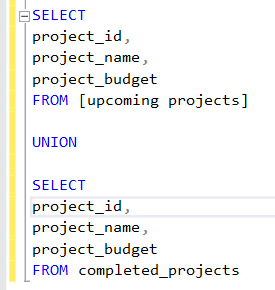 SELECT
project_id,
project_name,
project_budget
FROM [upcoming projects]
UNION
SELECT
project_id,
project_name,
project_budget
FROM completed_projects